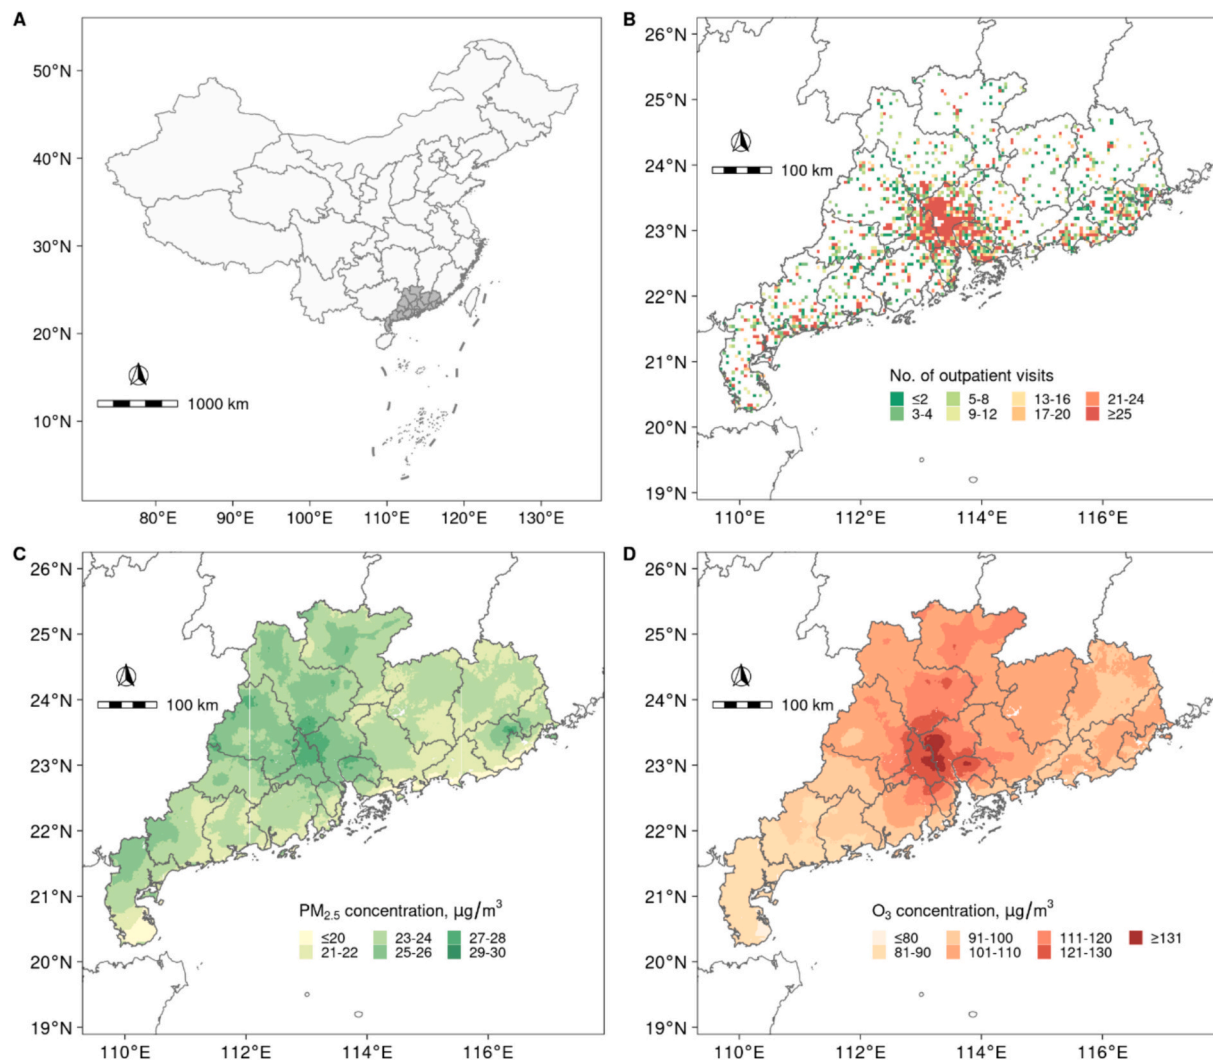 A
50°N
40°N
30°N
20°N
10°N
1000 km
80°E 90°E 100°E 110°E 120°E 130°E
B
26°N
25°N
24°N
23°N
22°N
21°N
20°N
19°N
100 km
No. of outpatient visits
≤2 5-8 13-16 21-24
3-4 9-12 17-20 ≥25
110°E 112°E 114°E 116°E
C
26°N
25°N
24°N
23°N
22°N
21°N
20°N
19°N
100 km
PM2.5 concentration, μg/m³
≤20 23-24 27-28
21-22 25-26 29-30
110°E 112°E 114°E 116°E
D
26°N
25°N
24°N
23°N
22°N
21°N
20°N
19°N
100 km
O3 concentration, μg/m³
≤80 91-100 111-120 ≥131
81-90 101-110 121-130
110°E 112°E 114°E 116°E